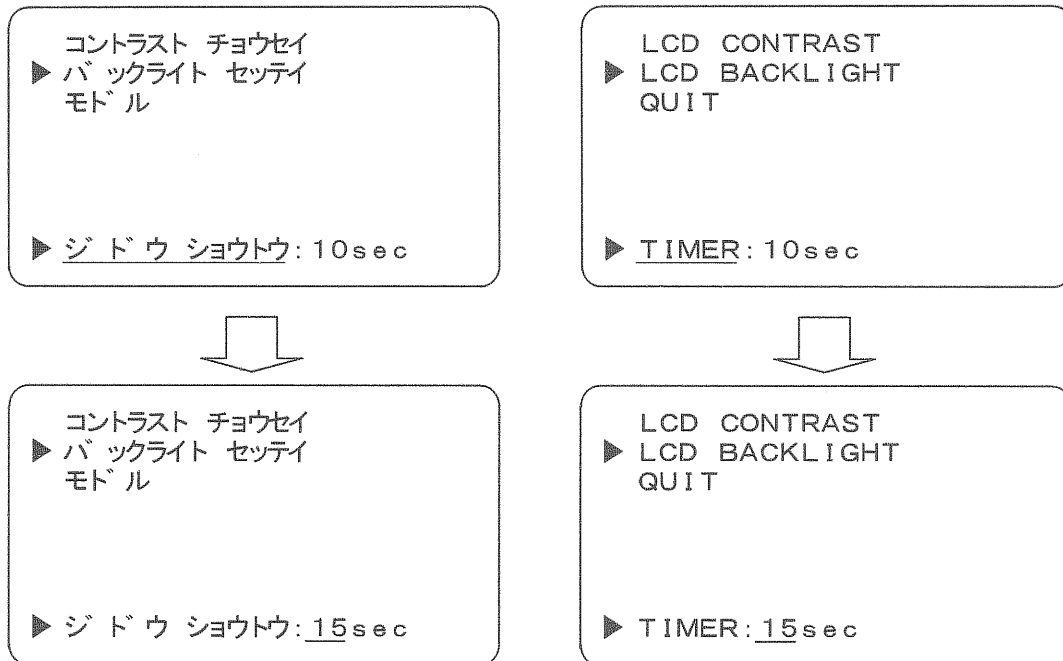 コントラスト チョウセイ
▶ バックライト セッテイ
モドル
▶ ジドウ ショウトウ:10sec
LCD CONTRAST
▶ LCD BACKLIGHT
QUIT
▶ TIMER:10sec
コントラスト チョウセイ
▶ バックライト セッテイ
モドル
▶ ジドウ ショウトウ:15sec
LCD CONTRAST
▶ LCD BACKLIGHT
QUIT
▶ TIMER:15sec